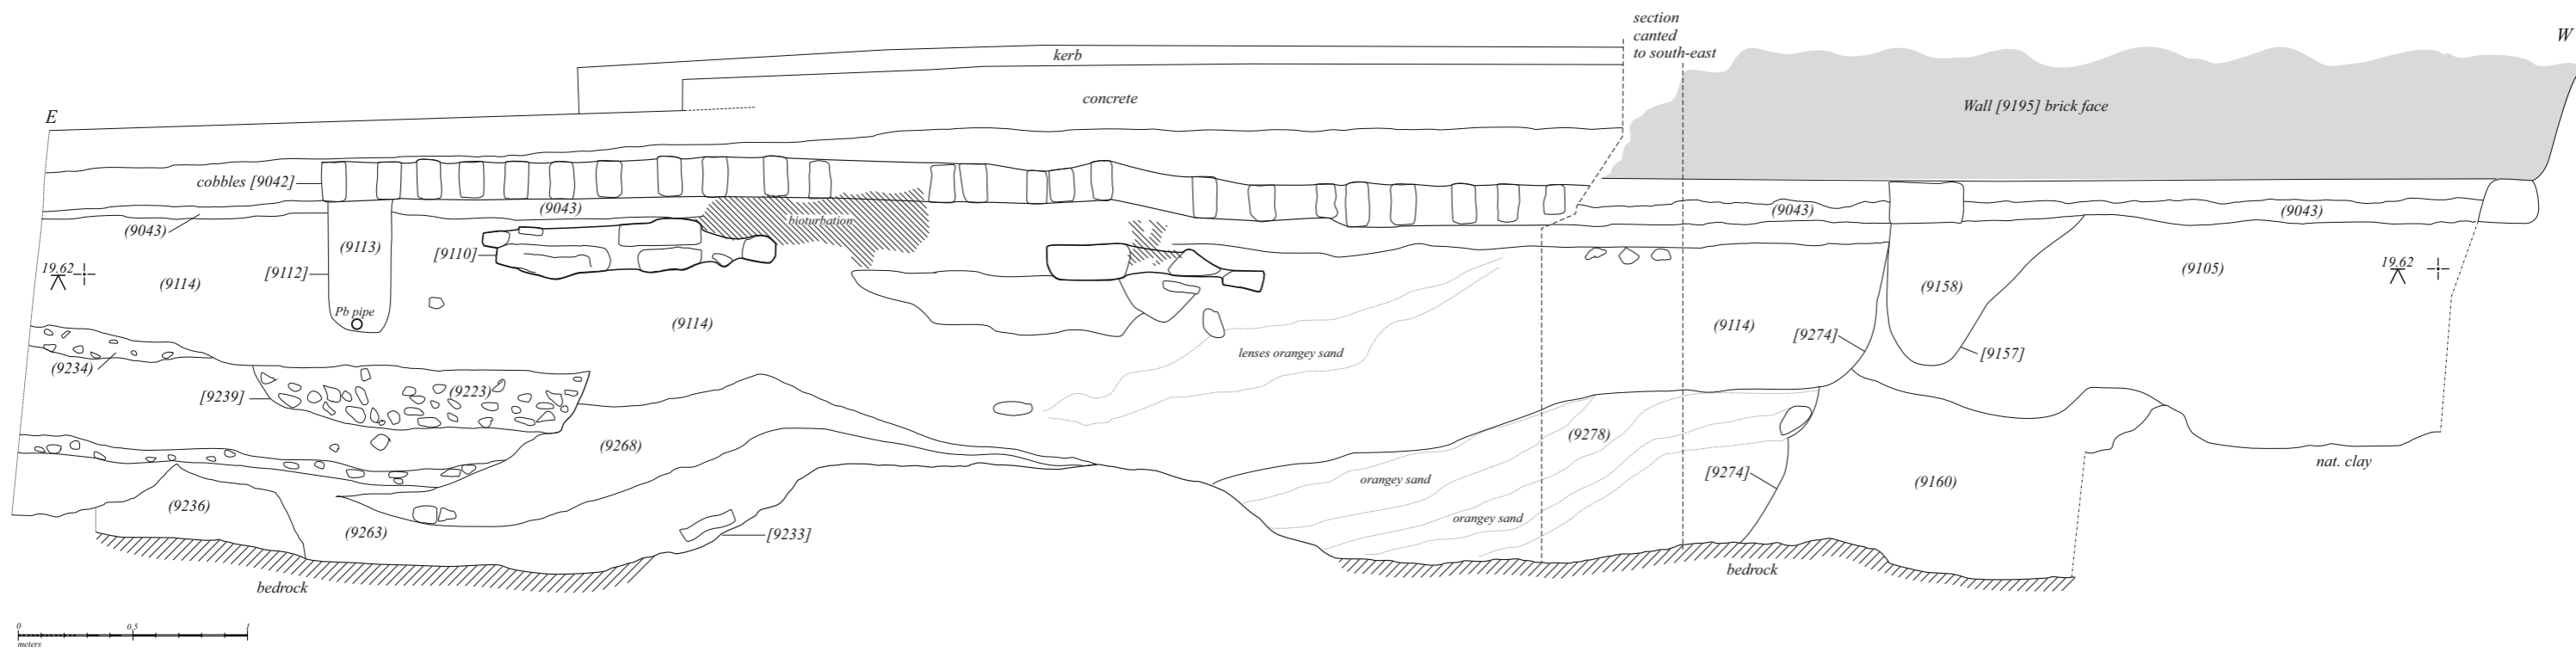 section
canted
to south-east
W
kerb
E
concrete
Wall [9195] brick face
cobbles [9042]
(9043)
(9043)
(9043)
(9043)
bioturbation
(9113)
[9110]
[9112]
19.62
(9114)
(9105)
19.62
(9158)
Pb pipe
(9114)
(9114)
[9274]
[9157]
lenses orangey sand
(9234)
[9239]
(9223)
(9268)
(9278)
nat. clay
orangey sand
[9274]
(9160)
(9236)
orangey sand
(9263)
[9233]
bedrock
bedrock
0 0.5 1
meters